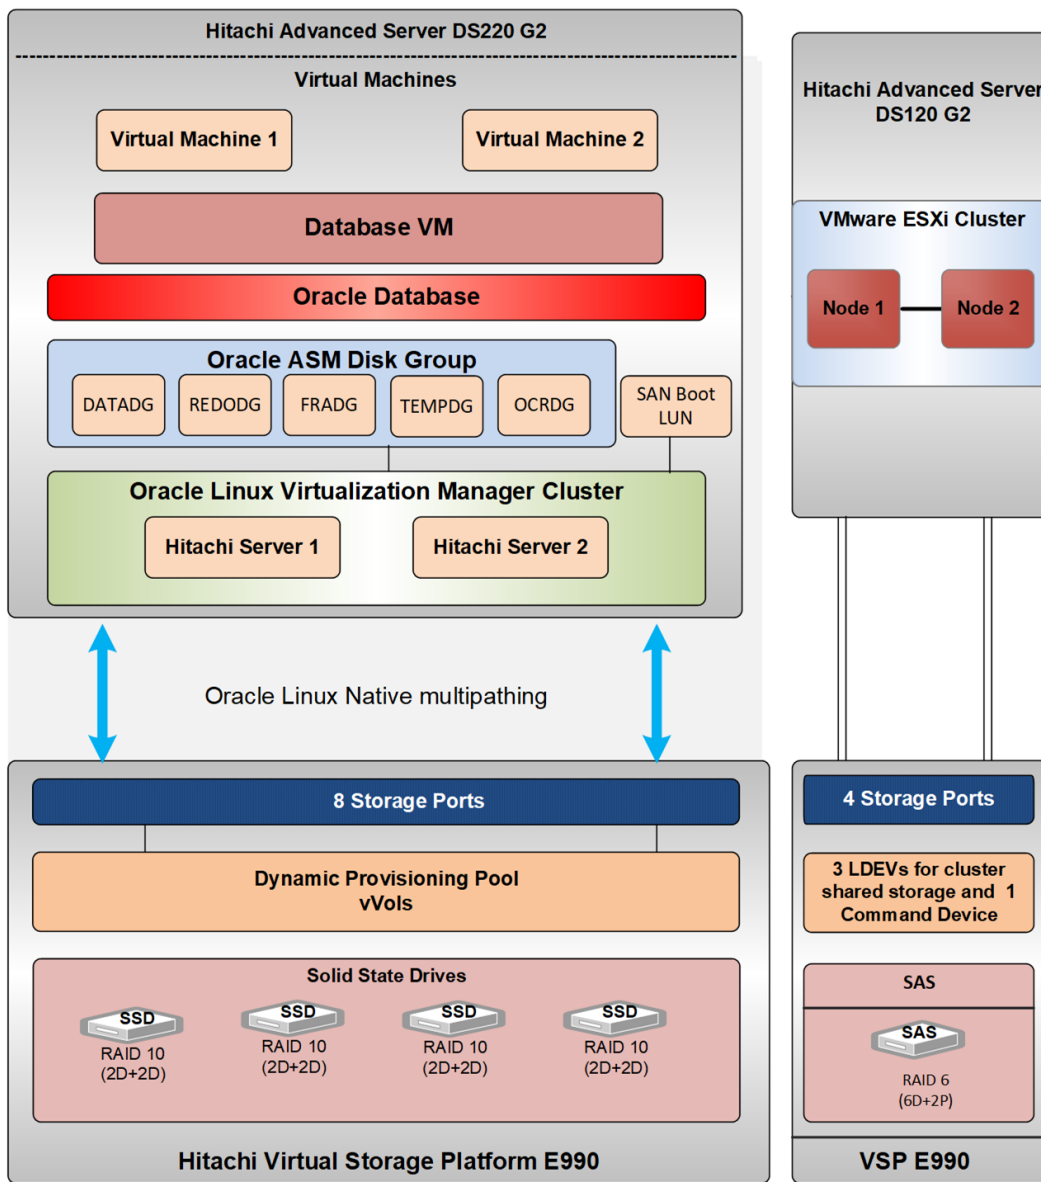 Hitachi Advanced Server DS220 G2
Virtual Machines
Virtual Machine 1
Virtual Machine 2
Database VM
Oracle Database
Oracle ASM Disk Group
DATADG
REDODG
FRADG
TEMPDG
OCRDG
SAN Boot
LUN
Oracle Linux Virtualization Manager Cluster
Hitachi Server 1
Hitachi Server 2
Oracle Linux Native multipathing
8 Storage Ports
Dynamic Provisioning Pool
vVols
Solid State Drives
SSD
RAID 10
(2D+2D)
SSD
RAID 10
(2D+2D)
SSD
RAID 10
(2D+2D)
SSD
RAID 10
(2D+2D)
Hitachi Virtual Storage Platform E990
Hitachi Advanced Server
DS120 G2
VMware ESXi Cluster
Node 1
Node 2
4 Storage Ports
3 LDEVs for cluster
shared storage and 1
Command Device
SAS
SAS
RAID 6
(6D+2P)
VSP E990